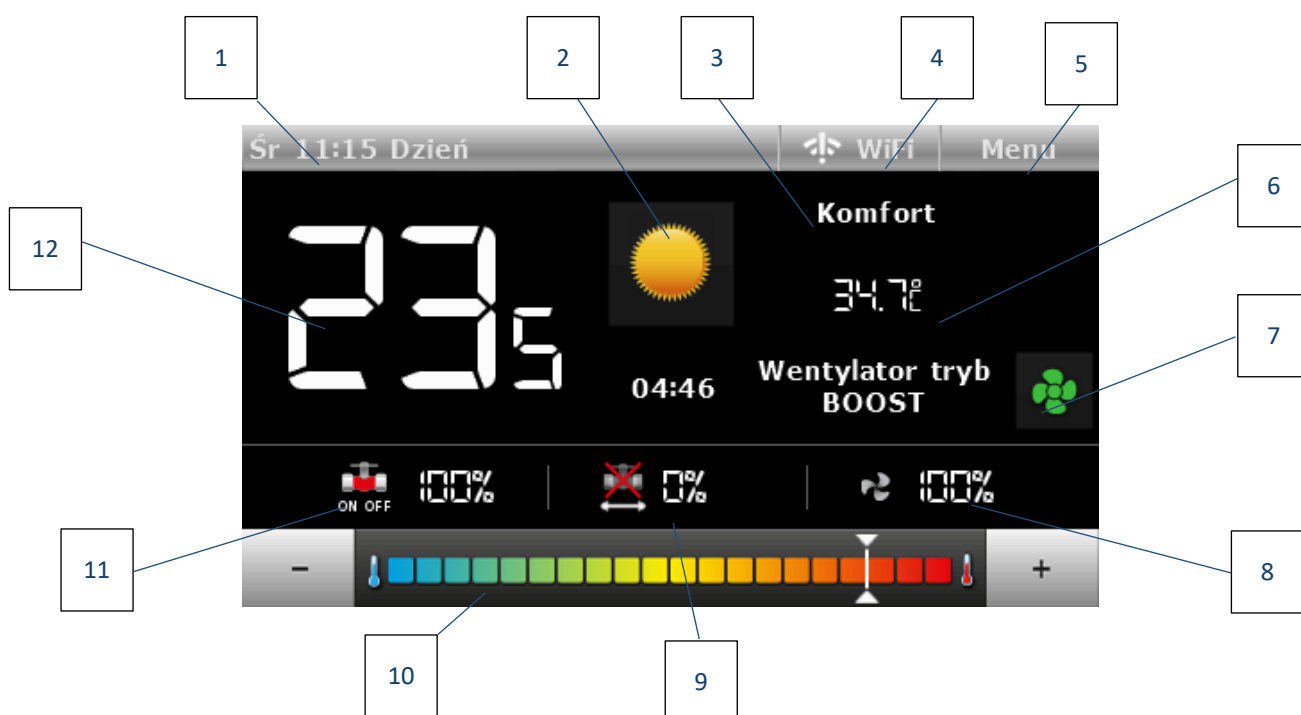 1
2
3
4
5
Śr 11:15 Dzień
WiFi
Menu
6
Komfort
12
23
5
34.7°C
7
04:46
Wentylator tryb
BOOST
100%
0%
100%
ON OFF
11
-
+
8
10
9